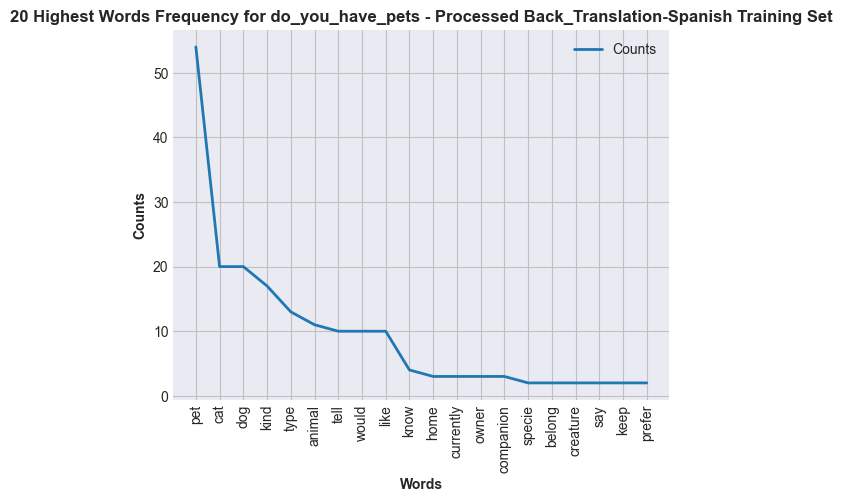 20 Highest Words Frequency for do_you_have_pets - Processed Back_Translation-Spanish Training Set
Counts
Counts
50
40
30
20
10
0
pet cat dog kind type animal tell would like know home currently owner companion specie belong creature say keep prefer
Words